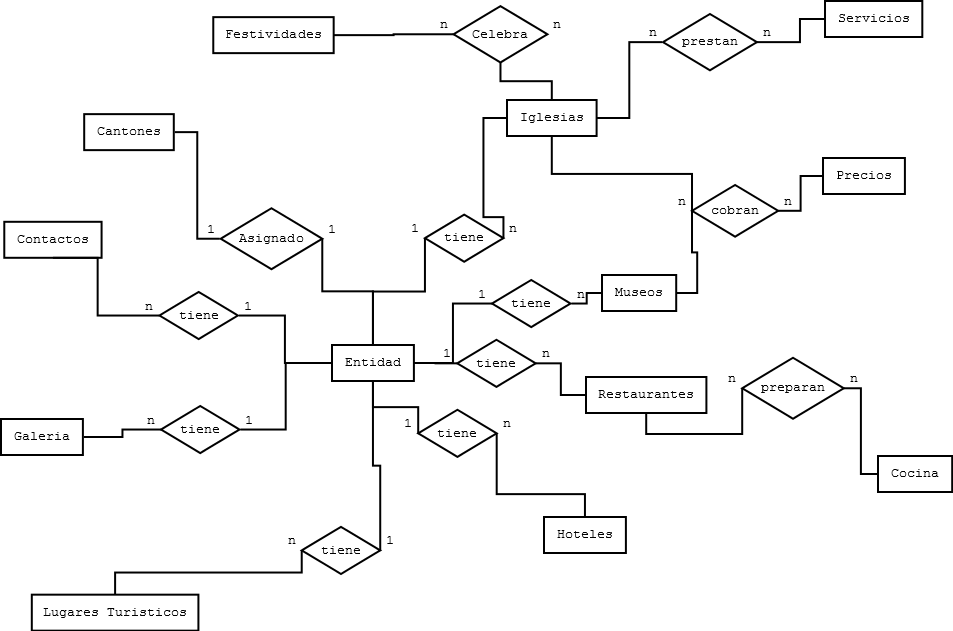 Servicios
n
Celebra
n
Festividades
n
prestan
n
Iglesias
Cantones
Precios
n
cobran
n
1
Asignado
1
1
tiene
n
Contactos
n
tiene
1
1
tiene
n
Museos
Entidad
1
tiene
n
n
preparan
n
Restaurantes
Galeria
n
tiene
1
1
tiene
n
Cocina
Hoteles
n
tiene
1
Lugares Turisticos